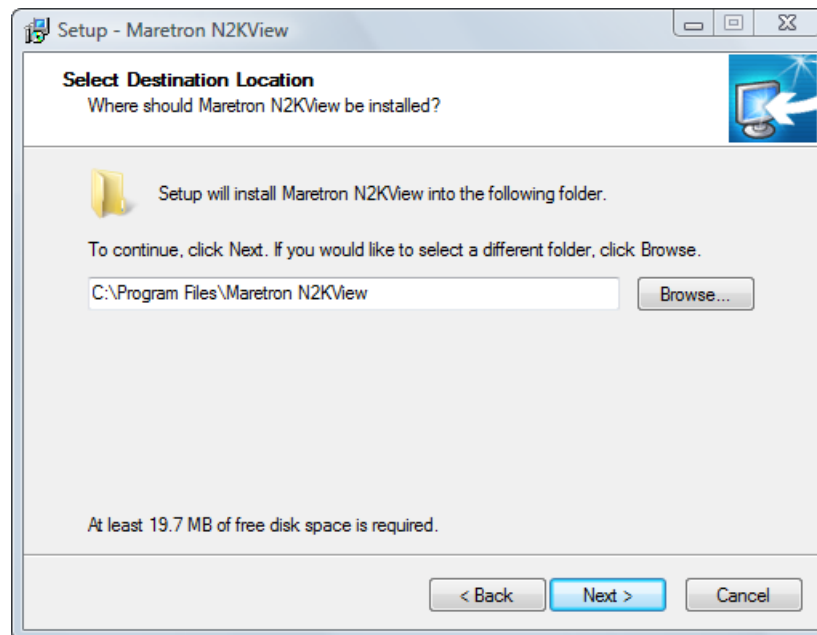 Setup - Maretron N2KView
Select Destination Location
Where should Maretron N2KView be installed?
Setup will install Maretron N2KView into the following folder.
To continue, click Next. If you would like to select a different folder, click Browse.
C:\Program Files\Maretron N2KView
Browse...
At least 19.7 MB of free disk space is required.
< Back
Next >
Cancel